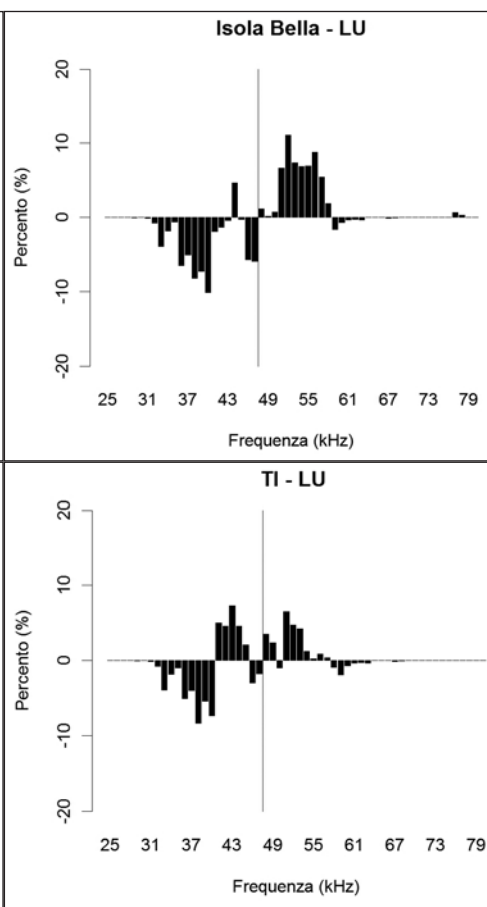 Isola Bella - LU
20
10
0
-10
-20
Percento (%)
25 31 37 43 49 55 61 67 73 79
Frequenza (kHz)
TI - LU
20
10
0
-10
-20
Percento (%)
25 31 37 43 49 55 61 67 73 79
Frequenza (kHz)